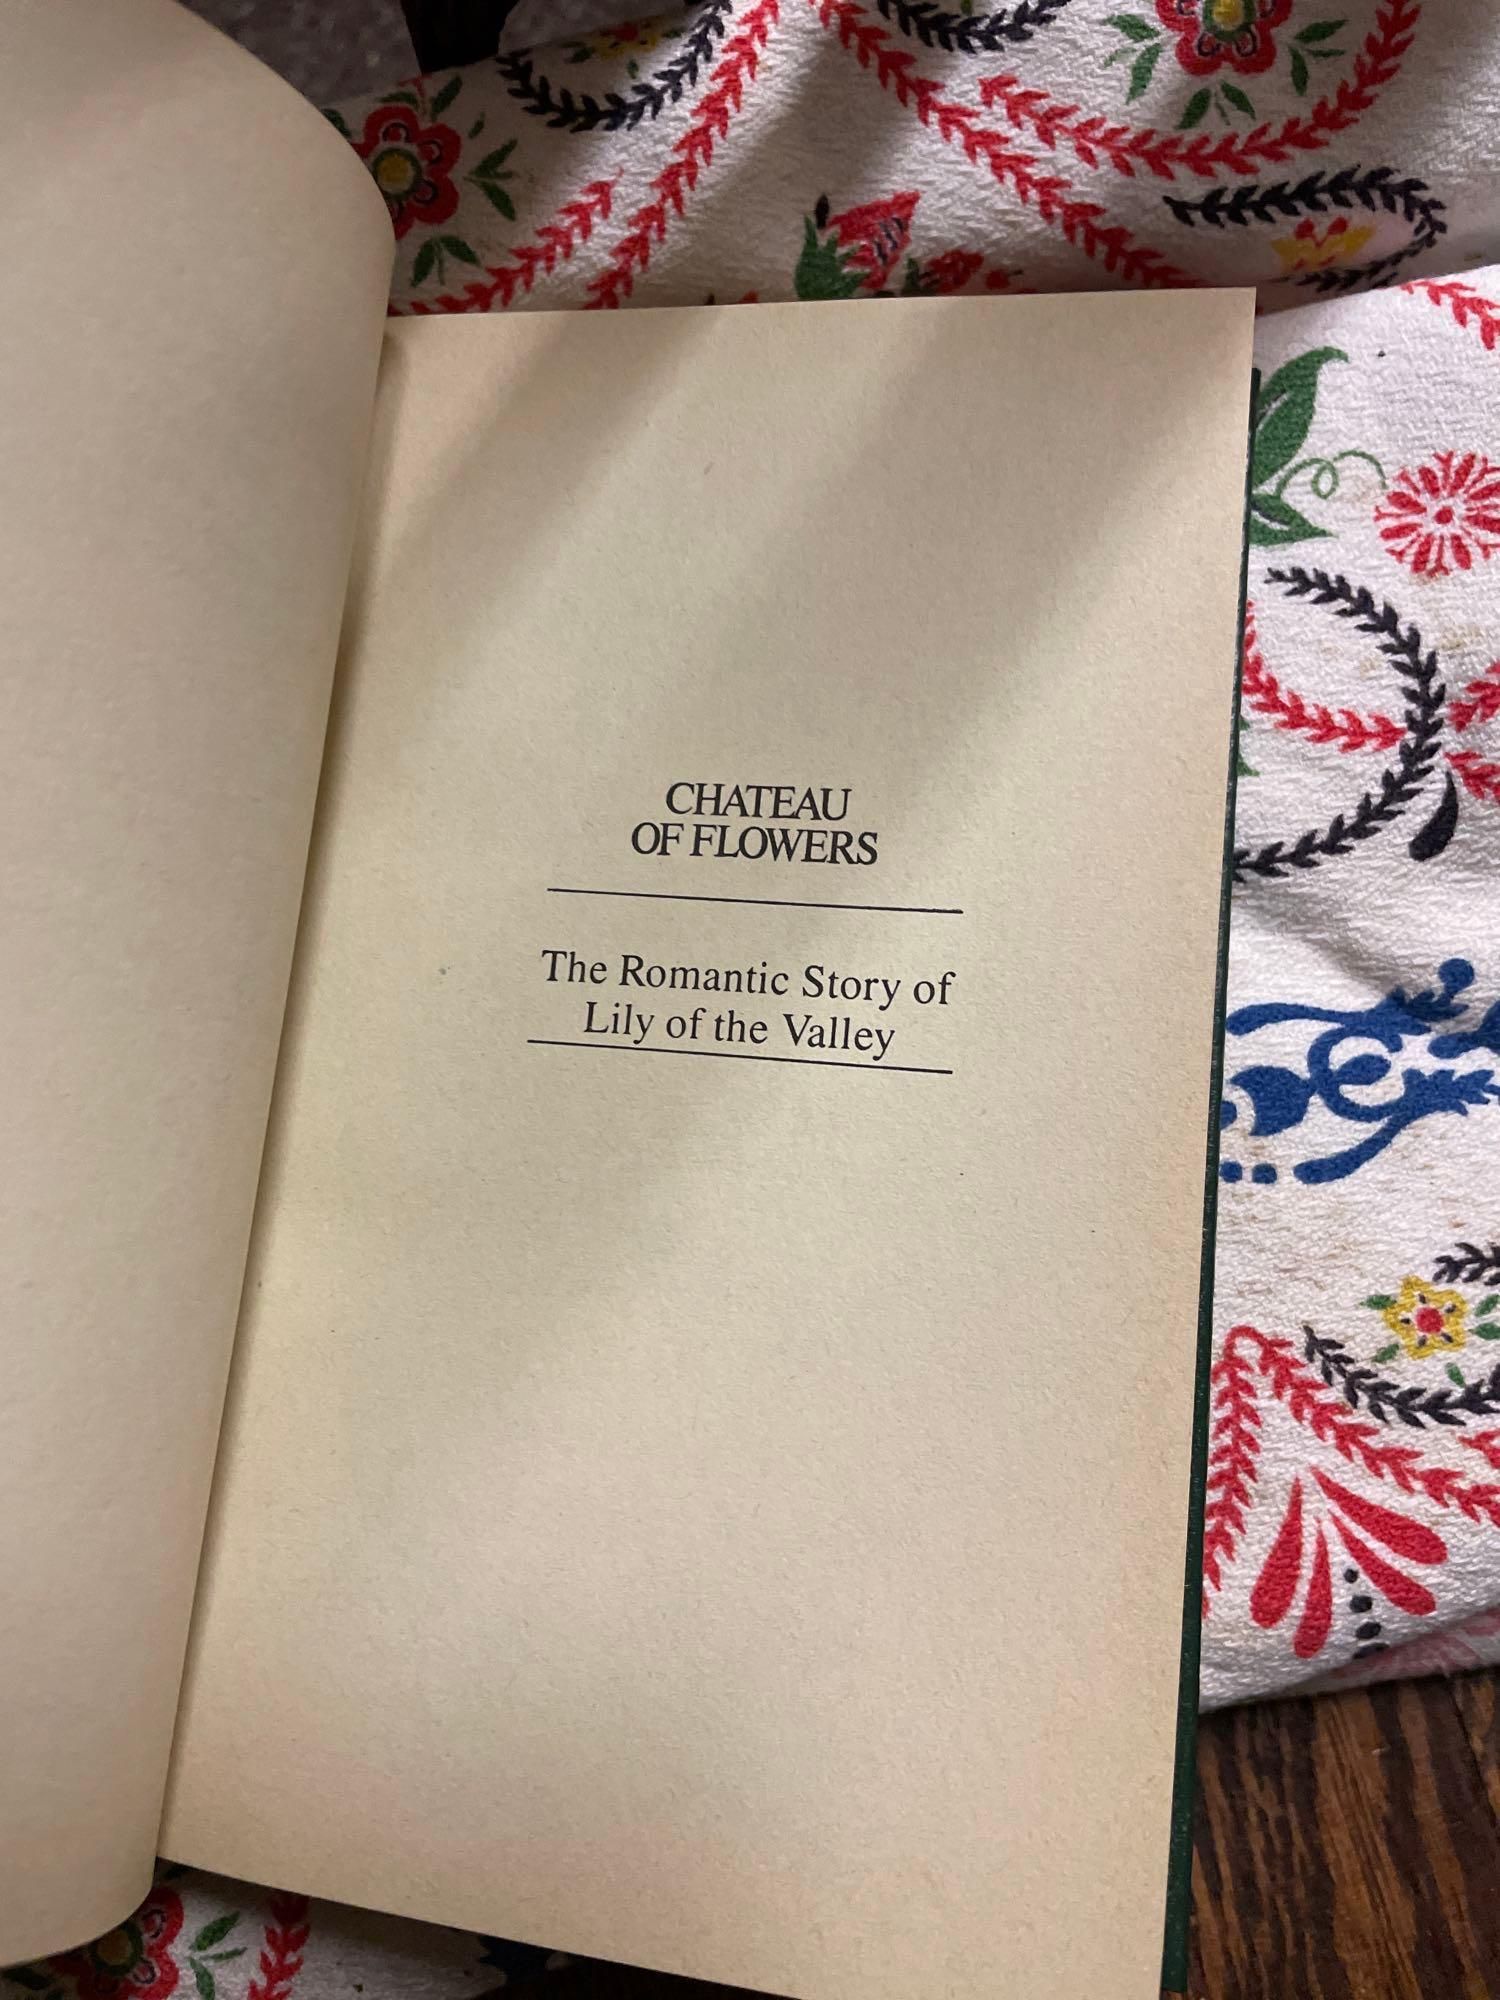 CHATEAU
OF FLOWERS
The Romantic Story of
Lily of the Valley